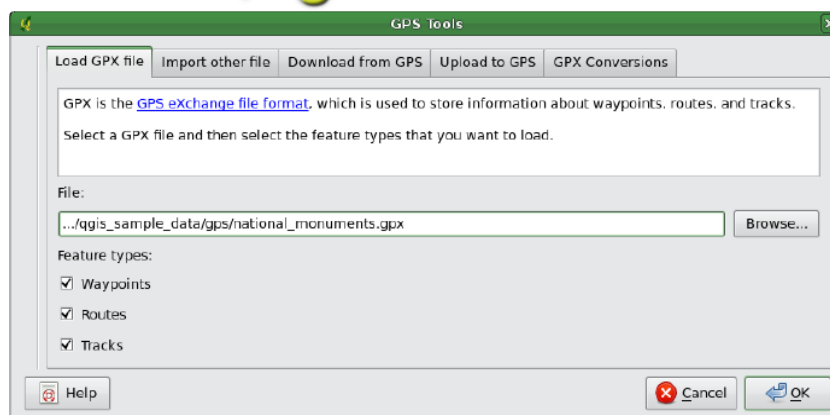 GPS Tools
Load GPX file
Import other file
Download from GPS
Upload to GPS
GPX Conversions
GPX is the GPS eXchange file format, which is used to store information about waypoints, routes, and tracks.
Select a GPX file and then select the feature types that you want to load.
File:
.../qgis_sample_data/gps/national_monuments.gpx
Browse...
Feature types:
Waypoints
Routes
Tracks
Help
Cancel
OK